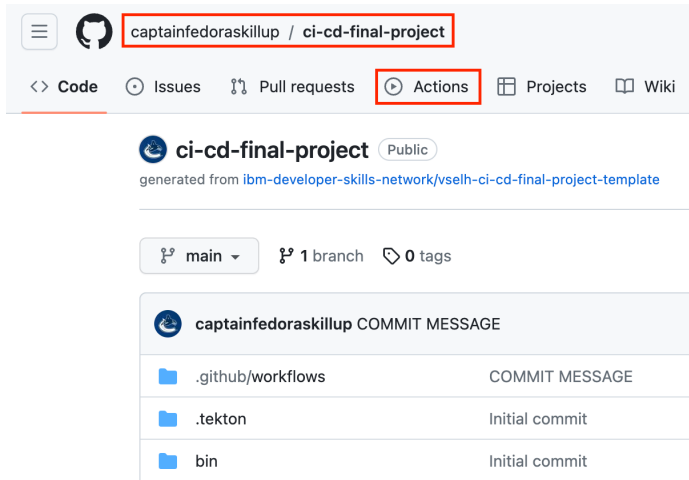 captainfedoraskillup / ci-cd-final-project
Code Issues Pull requests Actions Projects Wiki
ci-cd-final-project Public
generated from ibm-developer-skills-network/vselh-ci-cd-final-project-template
main 1 branch 0 tags
captainfedoraskillup COMMIT MESSAGE
.github/workflows COMMIT MESSAGE
.tekton Initial commit
bin Initial commit